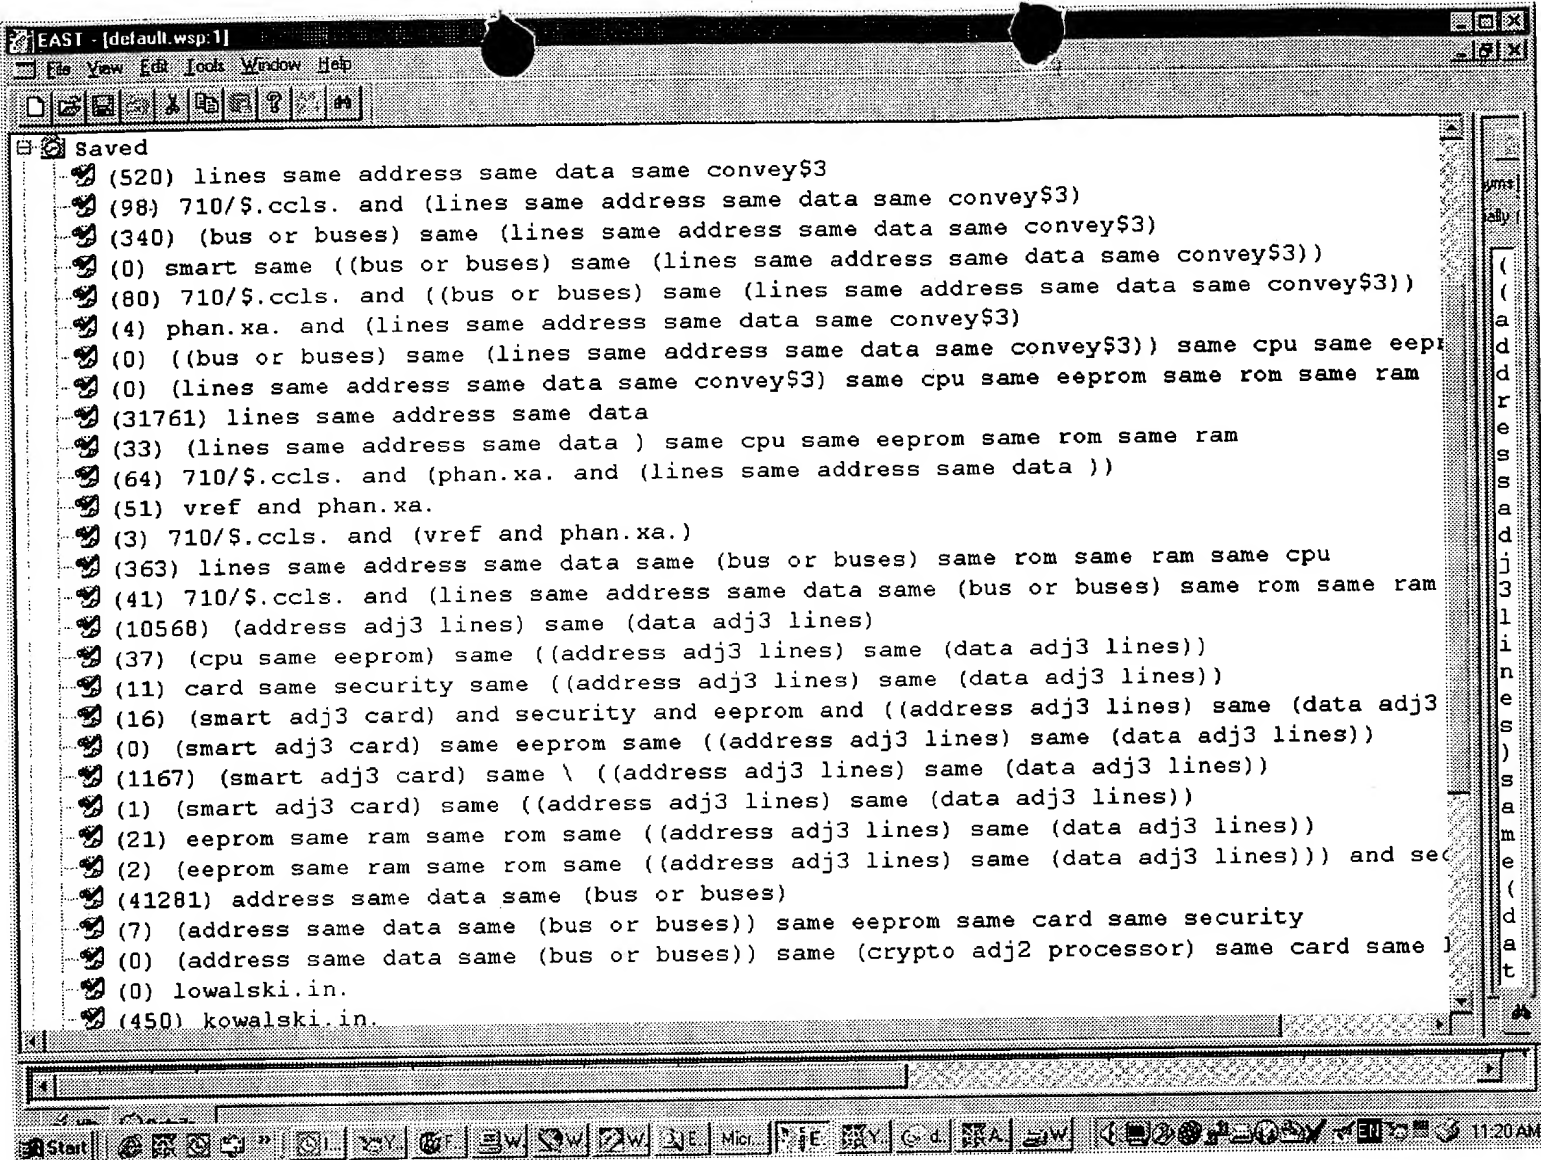 EAST - [default.wsp:1]
File View Edit Tools Window Help
Saved
(520) lines same address same data same convey$3
(98) 710/$.ccls. and (lines same address same data same convey$3)
(340) (bus or buses) same (lines same address same data same convey$3)
(0) smart same ((bus or buses) same (lines same address same data same convey$3))
(80) 710/$.ccls. and ((bus or buses) same (lines same address same data same convey$3))
(4) phan.xa. and (lines same address same data same convey$3)
(0) ((bus or buses) same (lines same address same data same convey$3)) same cpu same eepr
(0) (lines same address same data same convey$3) same cpu same eeprom same rom same ram
(31761) lines same address same data
(33) (lines same address same data ) same cpu same eeprom same rom same ram
(64) 710/$.ccls. and (phan.xa. and (lines same address same data ))
(51) vref and phan.xa.
(3) 710/$.ccls. and (vref and phan.xa.)
(363) lines same address same data same (bus or buses) same rom same ram same cpu
(41) 710/$.ccls. and (lines same address same data same (bus or buses) same rom same ram
(10568) (address adj3 lines) same (data adj3 lines)
(37) (cpu same eeprom) same ((address adj3 lines) same (data adj3 lines))
(11) card same security same ((address adj3 lines) same (data adj3 lines))
(16) (smart adj3 card) and security and eeprom and ((address adj3 lines) same (data adj3
(0) (smart adj3 card) same eeprom same ((address adj3 lines) same (data adj3 lines))
(1167) (smart adj3 card) same \ ((address adj3 lines) same (data adj3 lines))
(1) (smart adj3 card) same ((address adj3 lines) same (data adj3 lines))
(21) eeprom same ram same rom same ((address adj3 lines) same (data adj3 lines))
(2) (eeprom same ram same rom same ((address adj3 lines) same (data adj3 lines))) and sec
(41281) address same data same (bus or buses)
(7) (address same data same (bus or buses)) same eeprom same card same security
(0) (address same data same (bus or buses)) same (crypto adj2 processor) same card same
(0) lowalski.in.
(450) kowalski.in.
yms]
ially
(
(
a
d
d
r
e
s
s
a
d
j
3
l
i
n
e
s
)
s
a
m
e
(
d
a
t
Start I... Y. F. W. W. W. E. Micr... E Y. d. A. W. EN 11:20 AM